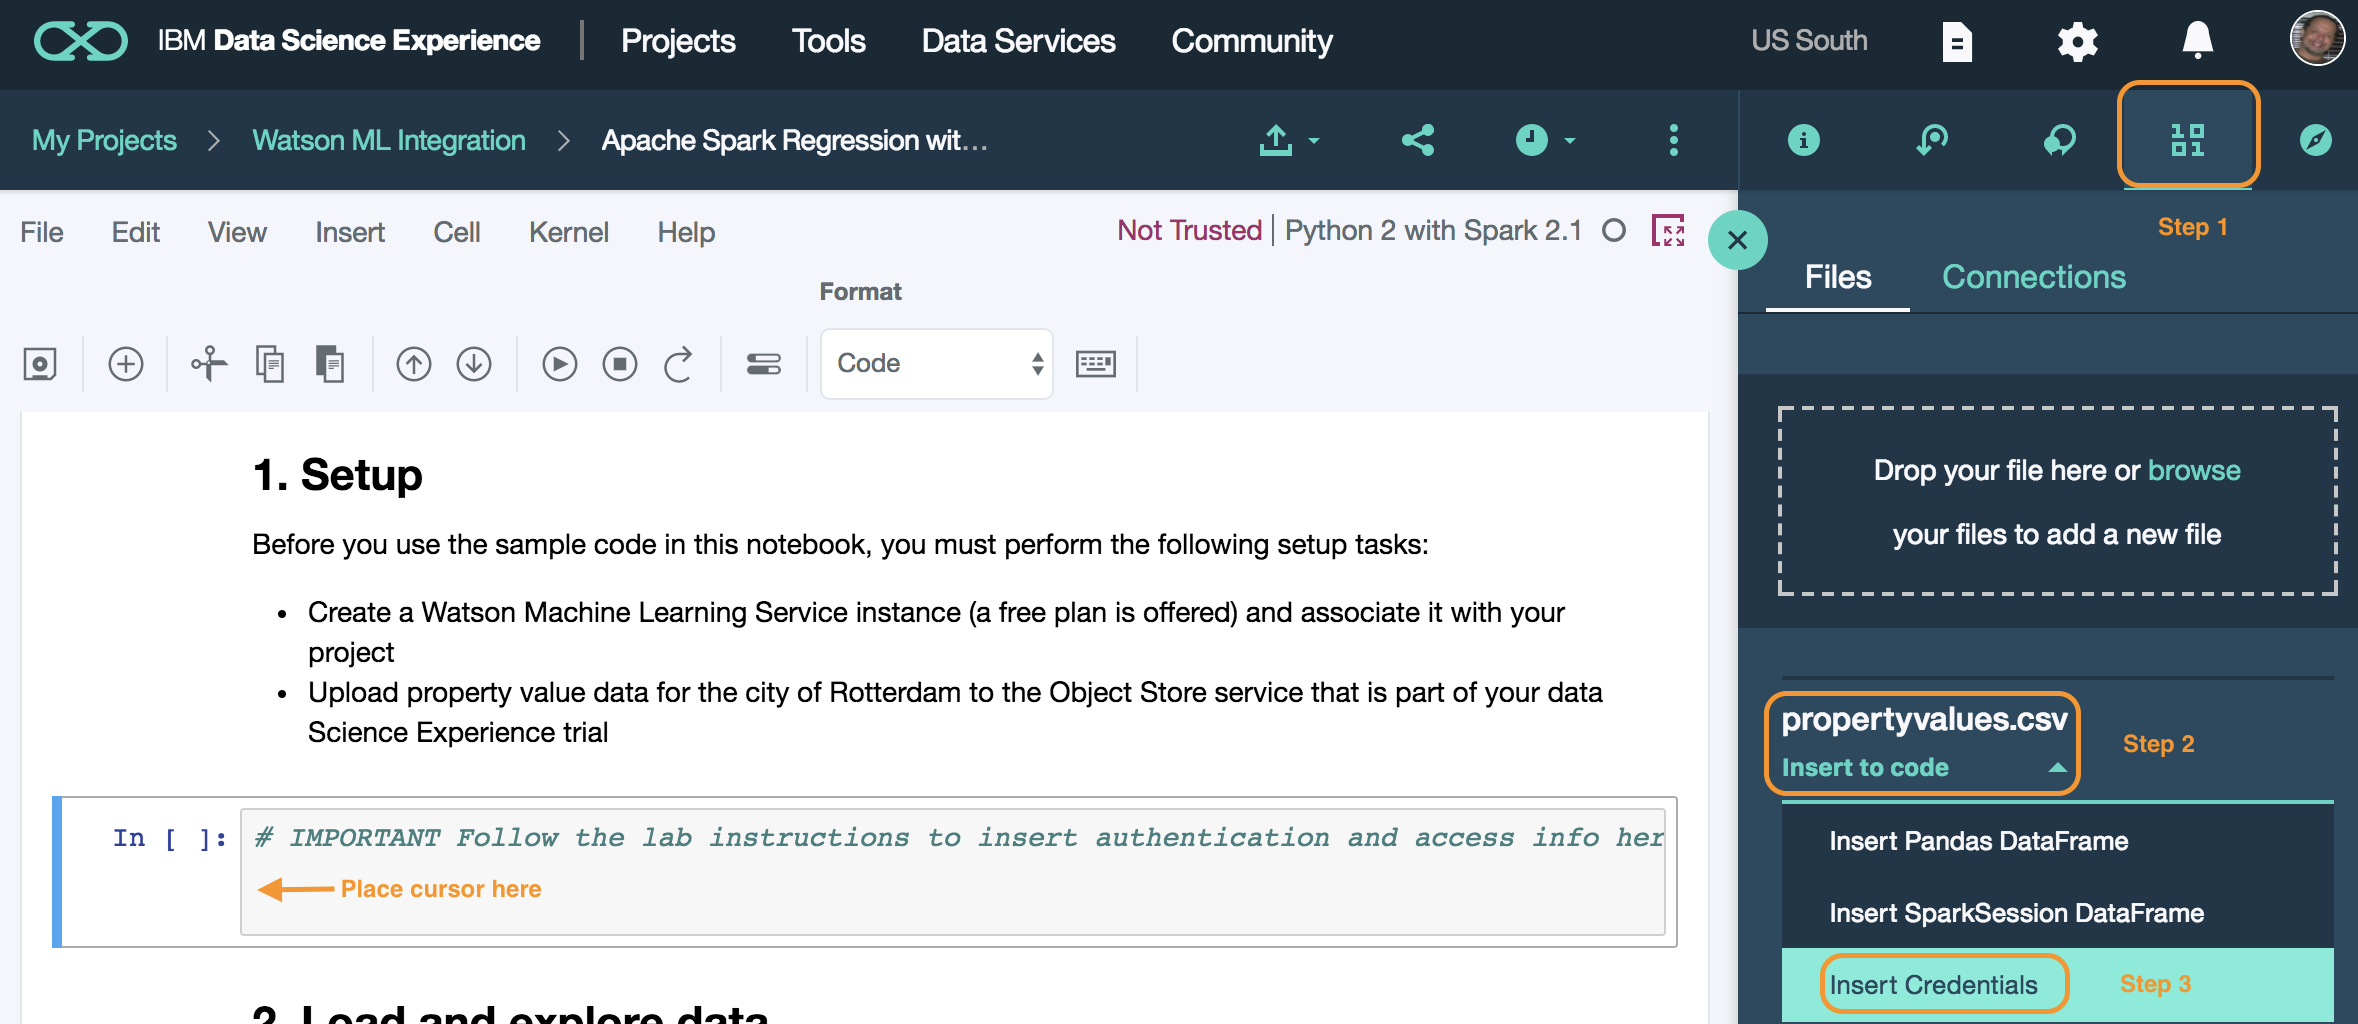 IBM Data Science Experience
Projects
Tools
Data Services
Community
US South
My Projects
Watson ML Integration
Apache Spark Regression wit...
Step 1
File
Edit
View
Insert
Cell
Kernel
Help
Not Trusted
Python 2 with Spark 2.1
Files
Connections
Format
Code
Drop your file here or browse
your files to add a new file
1. Setup
Before you use the sample code in this notebook, you must perform the following setup tasks:
• Create a Watson Machine Learning Service instance (a free plan is offered) and associate it with your
project
• Upload property value data for the city of Rotterdam to the Object Store service that is part of your data
Science Experience trial
propertyvalues.csv
Insert to code
Step 2
In [ ]:
# IMPORTANT Follow the lab instructions to insert authentication and access info her
Place cursor here
Insert Pandas DataFrame
Insert SparkSession DataFrame
Insert Credentials
Step 3
2. Load and explore data